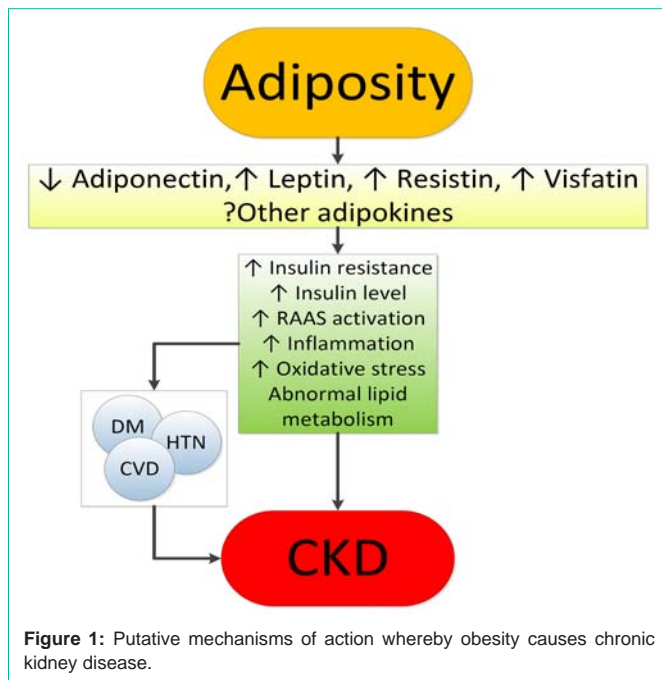 Adiposity
↓ Adiponectin,↑ Leptin, ↑ Resistin, ↑ Visfatin
?Other adipokines
↑ Insulin resistance
↑ Insulin level
↑ RAAS activation
↑ Inflammation
↑ Oxidative stress
Abnormal lipid
metabolism
DM
HTN
CVD
CKD
Figure 1: Putative mechanisms of action whereby obesity causes chronic
kidney disease.